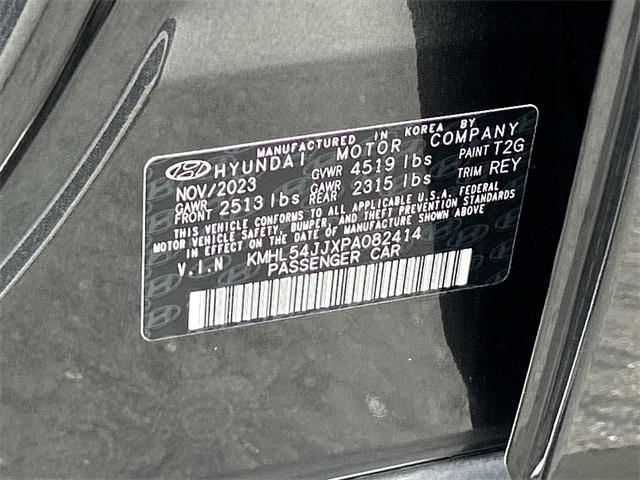 MANUFACTURED IN KOREA BY
HYUNDAI MOTOR COMPANY
NOV/2023 GVWR 4519 lbs PAINT T2G
GAWR FRONT 2513 lbs GAWR REAR 2315 lbs TRIM REY
THIS VEHICLE CONFORMS TO ALL APPLICABLE U.S.A. FEDERAL
MOTOR VEHICLE SAFETY, BUMPER, AND THEFT PREVENTION STANDARDS
IN EFFECT ON THE DATE OF MANUFACTURE SHOWN ABOVE
V.I.N KMHL54JJXPA082414
PASSENGER CAR